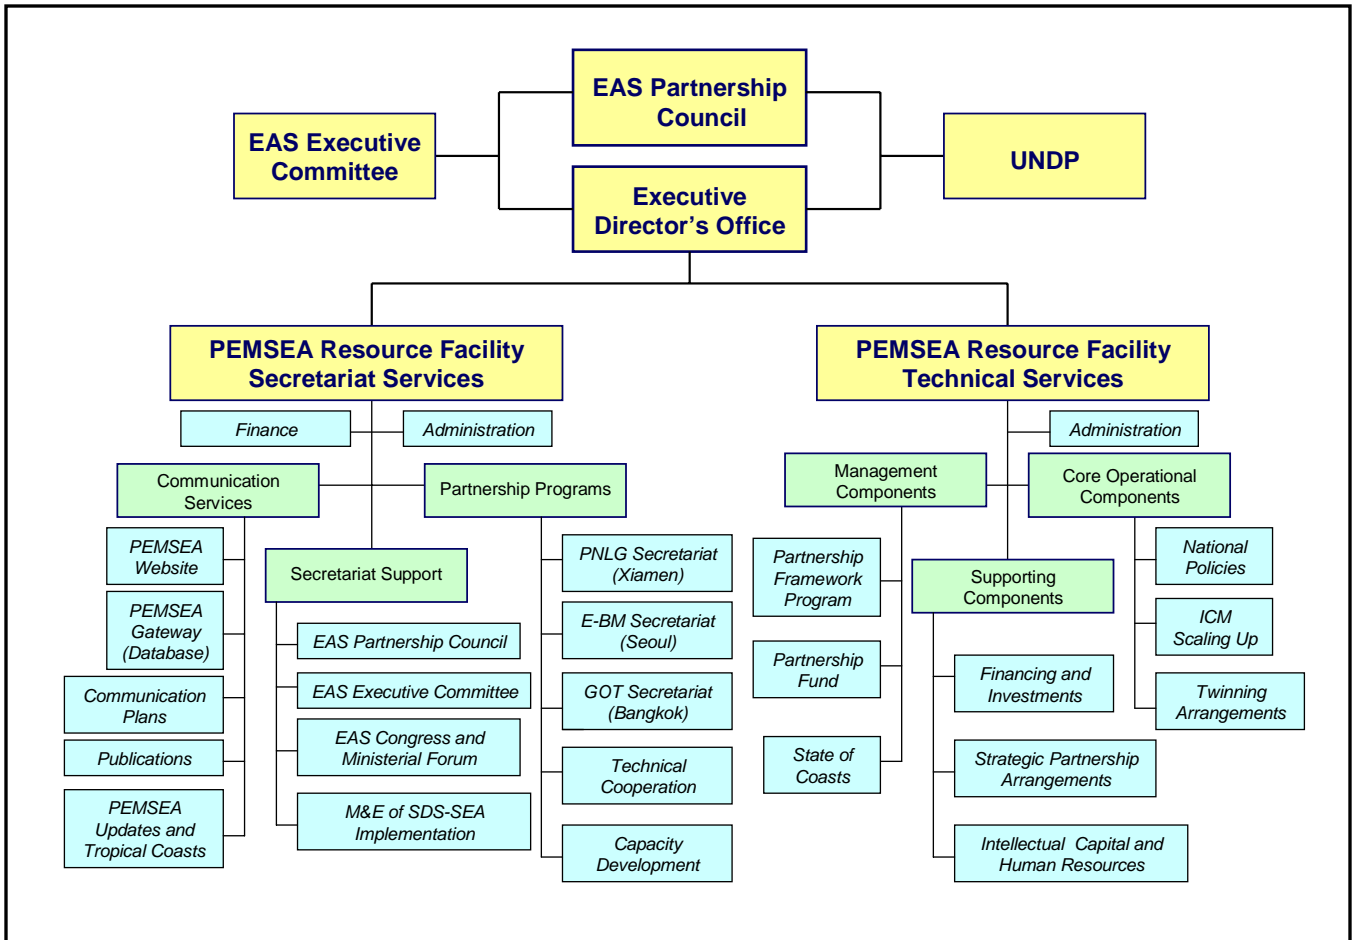 EAS Partnership
Council
EAS Executive
Committee
UNDP
Executive
Director’s Office
PEMSEA Resource Facility
Secretariat Services
PEMSEA Resource Facility
Technical Services
Finance
Administration
Administration
Communication
Services
Partnership Programs
Management
Components
Core Operational
Components
PEMSEA
Website
PEMSEA
Gateway
(Database)
Communication
Plans
Publications
PEMSEA
Updates and
Tropical Coasts
Secretariat Support
EAS Partnership Council
EAS Executive Committee
EAS Congress and
Ministerial Forum
M&E of SDS-SEA
Implementation
PNLG Secretariat
(Xiamen)
E-BM Secretariat
(Seoul)
GOT Secretariat
(Bangkok)
Technical
Cooperation
Capacity
Development
Partnership
Framework
Program
Partnership
Fund
State of
Coasts
Supporting
Components
Financing and
Investments
Strategic Partnership
Arrangements
Intellectual  Capital and
Human Resources
National
Policies
ICM
Scaling Up
Twinning
Arrangements